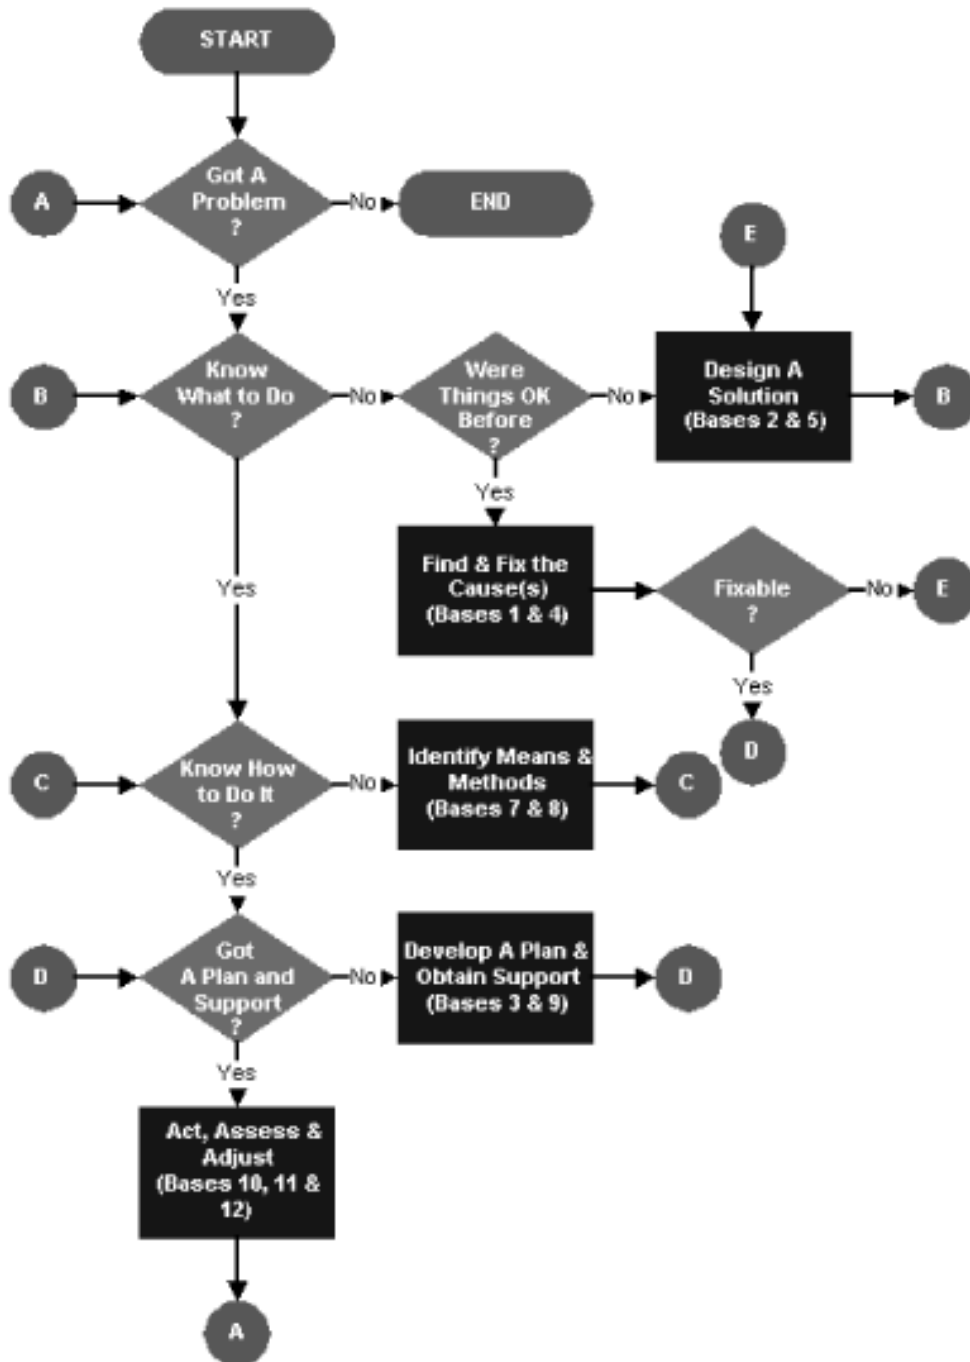 START
A
Got A
Problem
?
No
END
E
Yes
B
Know
What to Do
?
No
Were
Things OK
Before
?
No
Design A
Solution
(Bases 2 & 5)
B
Yes
Yes
Find & Fix the
Cause(s)
(Bases 1 & 4)
Fixable
?
No
E
Yes
D
C
Know How
to Do It
?
No
Identify Means &
Methods
(Bases 7 & 8)
C
Yes
D
Got
A Plan and
Support
?
No
Develop A Plan &
Obtain Support
(Bases 3 & 9)
D
Yes
Act, Assess &
Adjust
(Bases 10, 11 &
12)
A